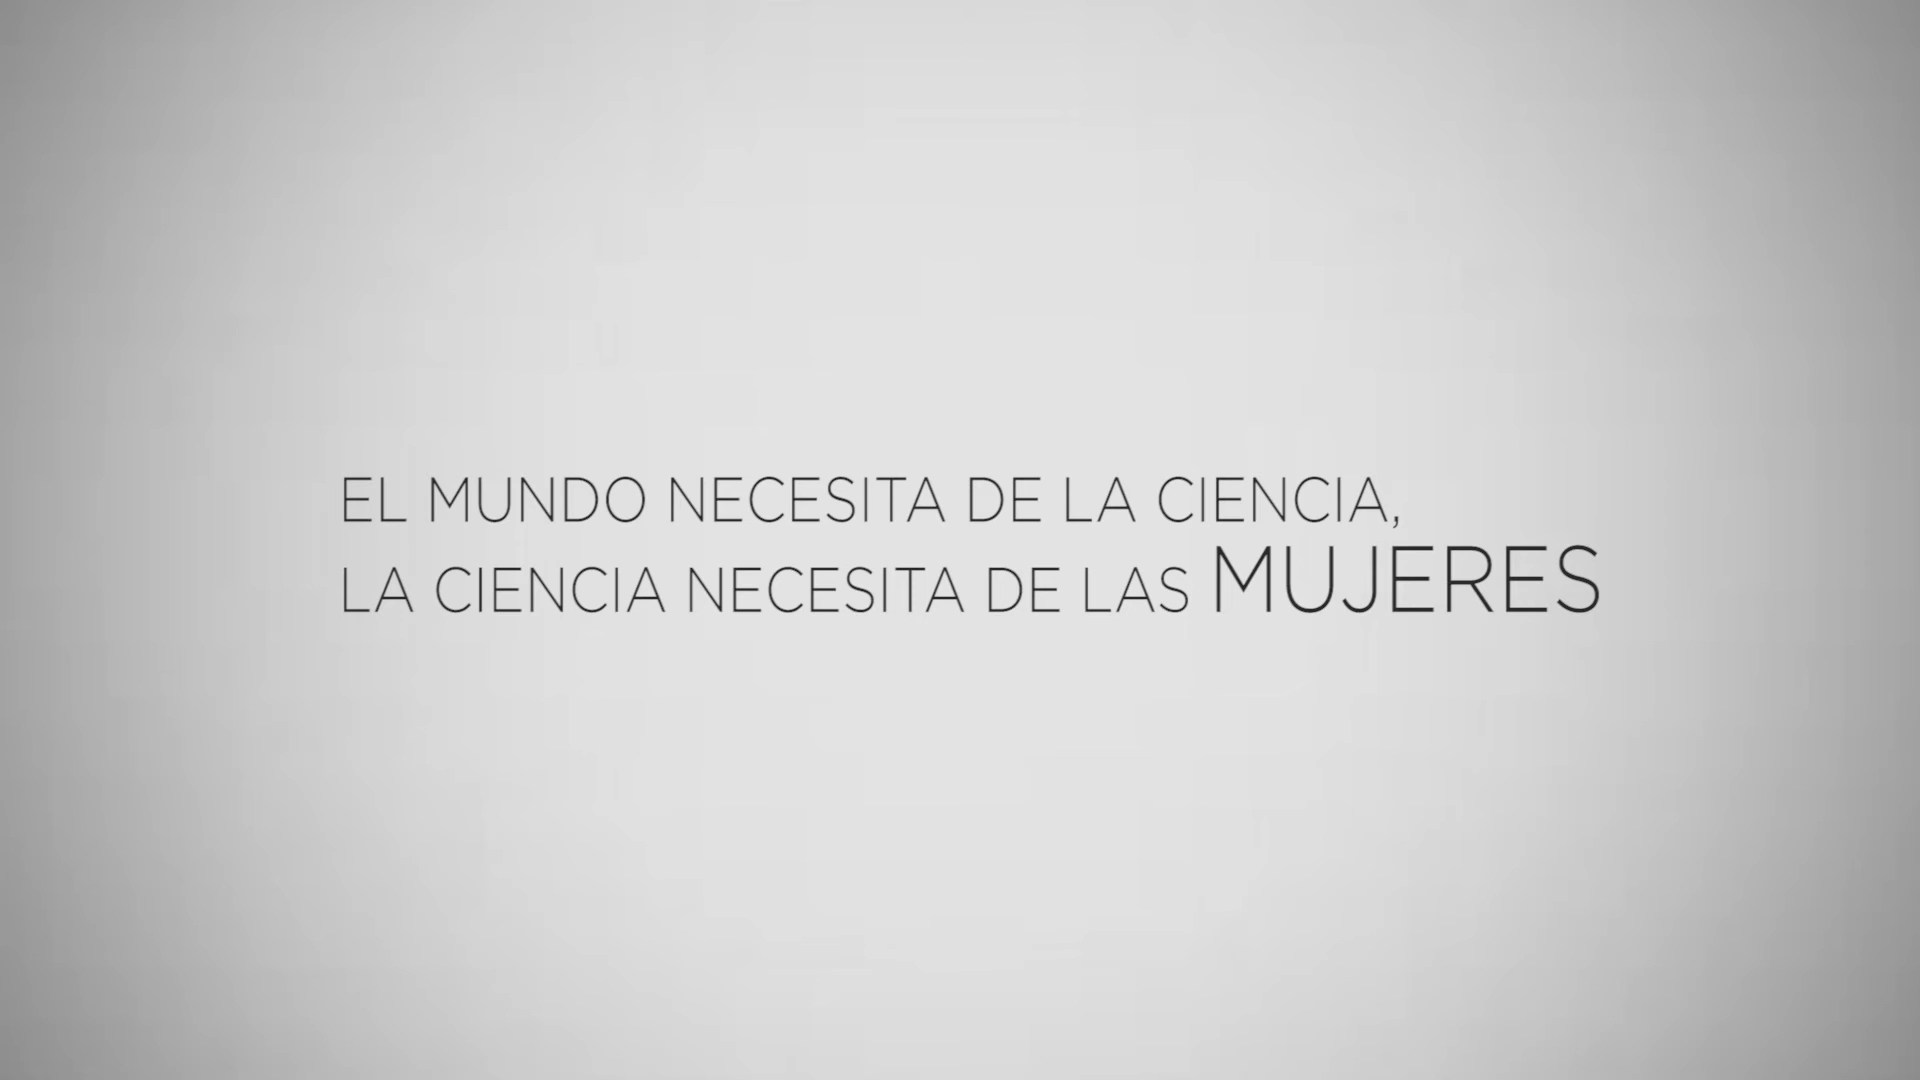 EL MUNDO NECESITA DE LA CIENCIA,
LA CIENCIA NECESITA DE LAS MUJERES